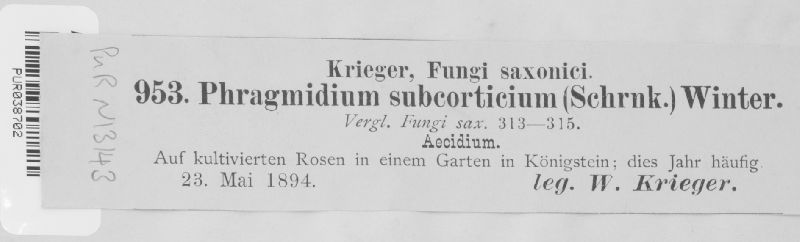 Krieger, Fungi saxonici.
953. Phragmidium subcorticium (Schrnk.) Winter.
Vergl. Fungi sax. 313—315.
Aecidium.
Auf kultivierten Rosen in einem Garten in Königstein; dies Jahr häufig.
23. Mai 1894.
leg. W. Krieger.
PUR N13143
PUR038702